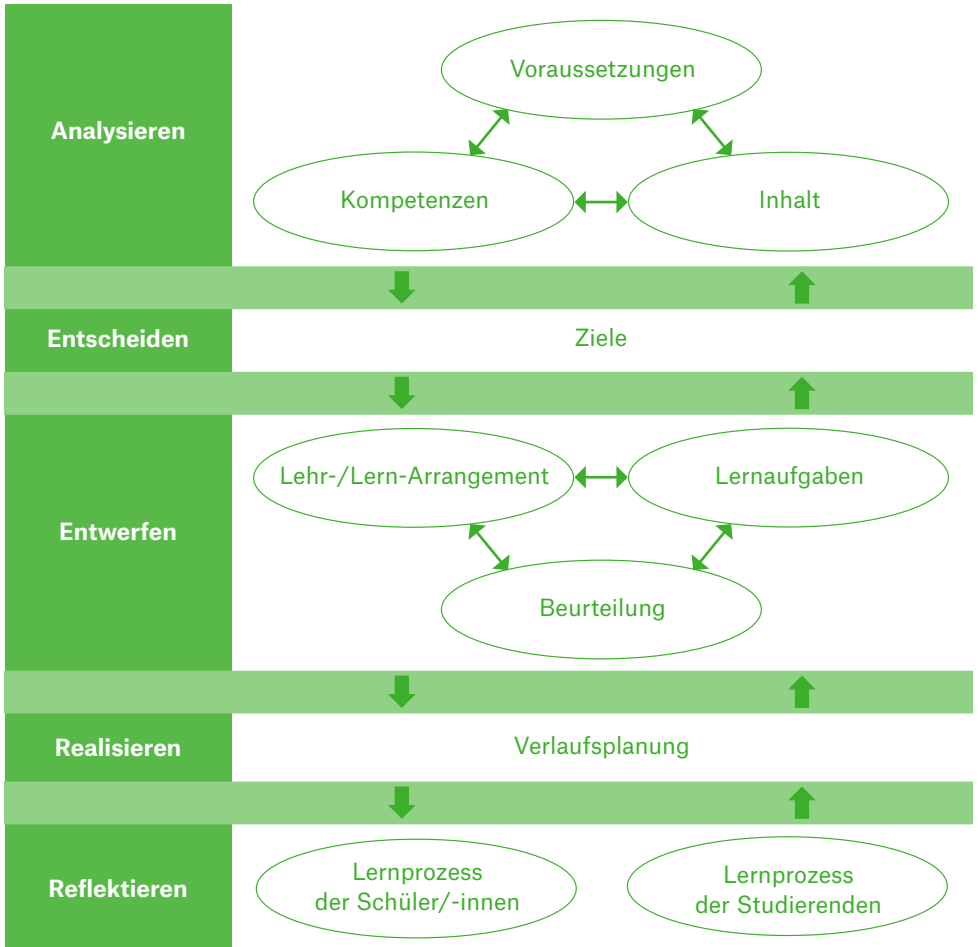 Analysieren
Voraussetzungen
Kompetenzen
Inhalt
Entscheiden
Ziele
Entwerfen
Lehr-/Lern-Arrangement
Lernaufgaben
Beurteilung
Realisieren
Verlaufsplanung
Reflektieren
Lernprozess
der Schüler/-innen
Lernprozess
der Studierenden